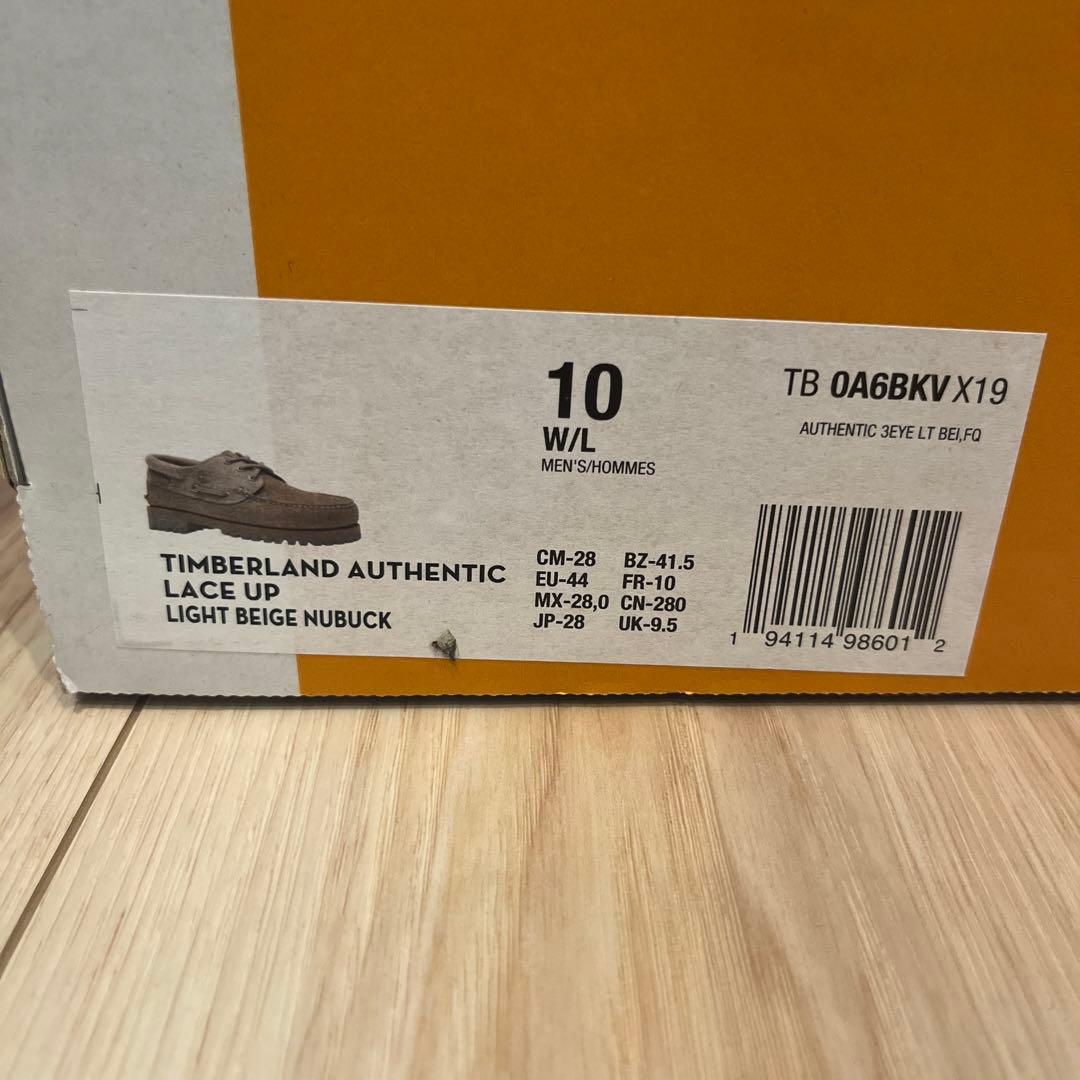 10
W/L
MEN'S/HOMMES
TB 0A6BKV X19
AUTHENTIC 3EYE LT BEI,FQ
TIMBERLAND AUTHENTIC
LACE UP
LIGHT BEIGE NUBUCK
CM-28 BZ-41.5
EU-44 FR-10
MX-28,0 CN-280
JP-28 UK-9.5
1 94114 98601 2